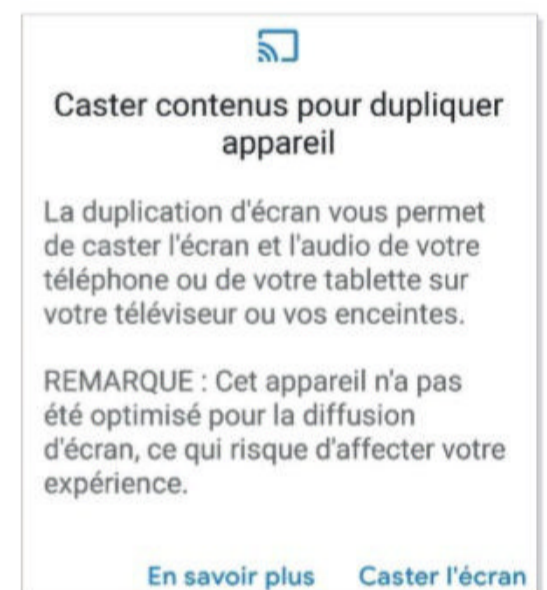 Caster contenus pour dupliquer
appareil
La duplication d'écran vous permet
de caster l'écran et l'audio de votre
téléphone ou de votre tablette sur
votre téléviseur ou vos enceintes.
REMARQUE : Cet appareil n'a pas
été optimisé pour la diffusion
d'écran, ce qui risque d'affecter votre
expérience.
En savoir plus Caster l'écran